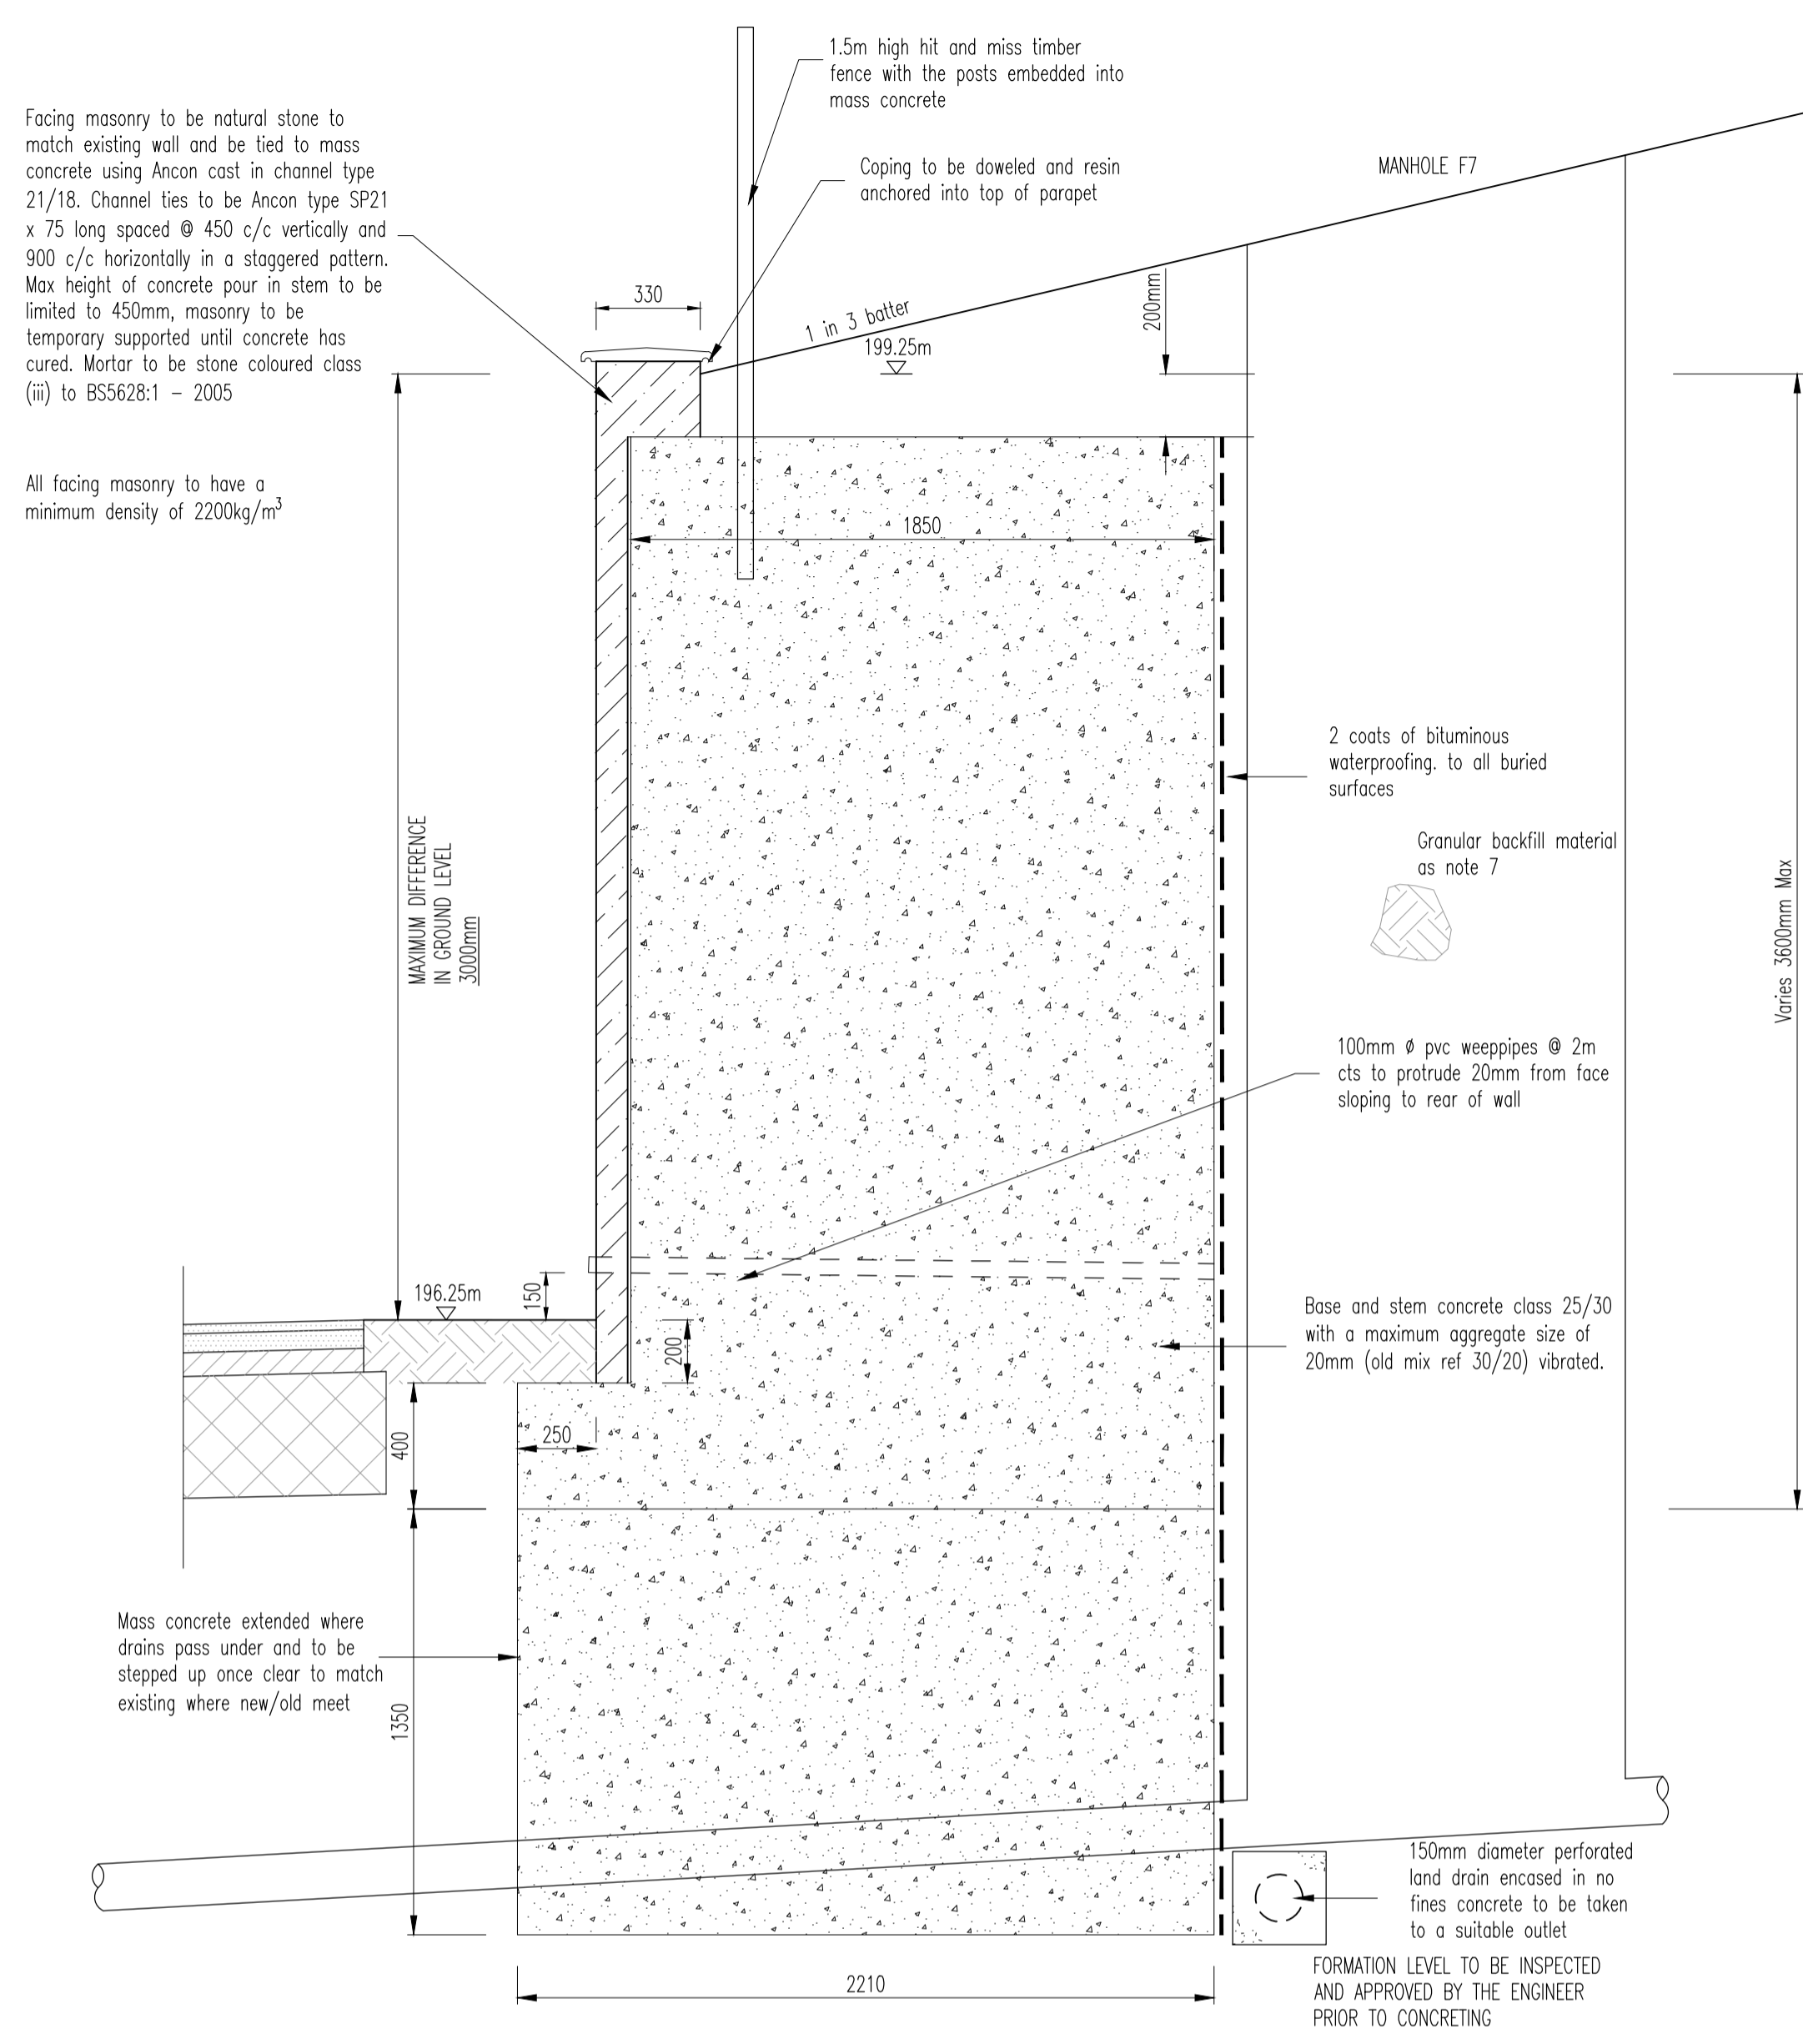 1.5m high hit and miss timber
fence with the posts embedded into
mass concrete
Facing masonry to be natural stone to
match existing wall and be tied to mass
concrete using Ancon cast in channel type
21/18. Channel ties to be Ancon type SP21
x 75 long spaced @ 450 c/c vertically and
900 c/c horizontally in a staggered pattern.
Max height of concrete pour in stem to be
limited to 450mm, masonry to be
temporary supported until concrete has
cured. Mortar to be stone coloured class
(iii) to BS5628:1 - 2005
All facing masonry to have a
minimum density of 2200kg/m³
Coping to be doweled and resin
anchored into top of parapet
MANHOLE F7
330
1 in 3 batter
199.25m
200mm
1850
MAXIMUM DIFFERENCE
IN GROUND LEVEL
3000mm
2 coats of bituminous
waterproofing. to all buried
surfaces
Granular backfill material
as note 7
Varies 3600mm Max
100mm ø pvc weeppipes @ 2m
cts to protrude 20mm from face
sloping to rear of wall
196.25m
150
200
Base and stem concrete class 25/30
with a maximum aggregate size of
20mm (old mix ref 30/20) vibrated.
250
400
Mass concrete extended where
drains pass under and to be
stepped up once clear to match
existing where new/old meet
1350
150mm diameter perforated
land drain encased in no
fines concrete to be taken
to a suitable outlet
FORMATION LEVEL TO BE INSPECTED
AND APPROVED BY THE ENGINEER
PRIOR TO CONCRETING
2210